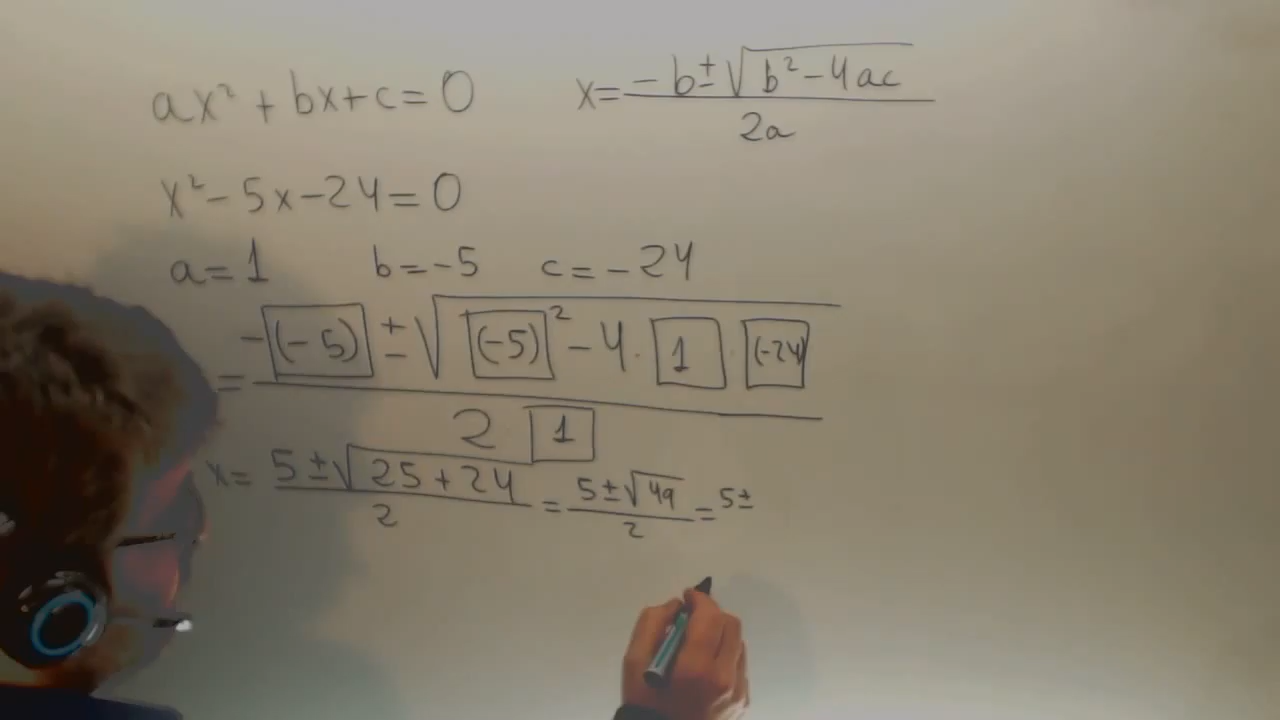 ax² + bx + c = 0    x = (-b ± √(b² - 4ac)) / 2a
x² - 5x - 24 = 0
a = 1    b = -5    c = -24
= (-(-5) ± √((-5)² - 4 · 1 · (-24))) / 2 1
x = (5 ± √(25 + 24)) / 2 = (5 ± √49) / 2 = 5 ±